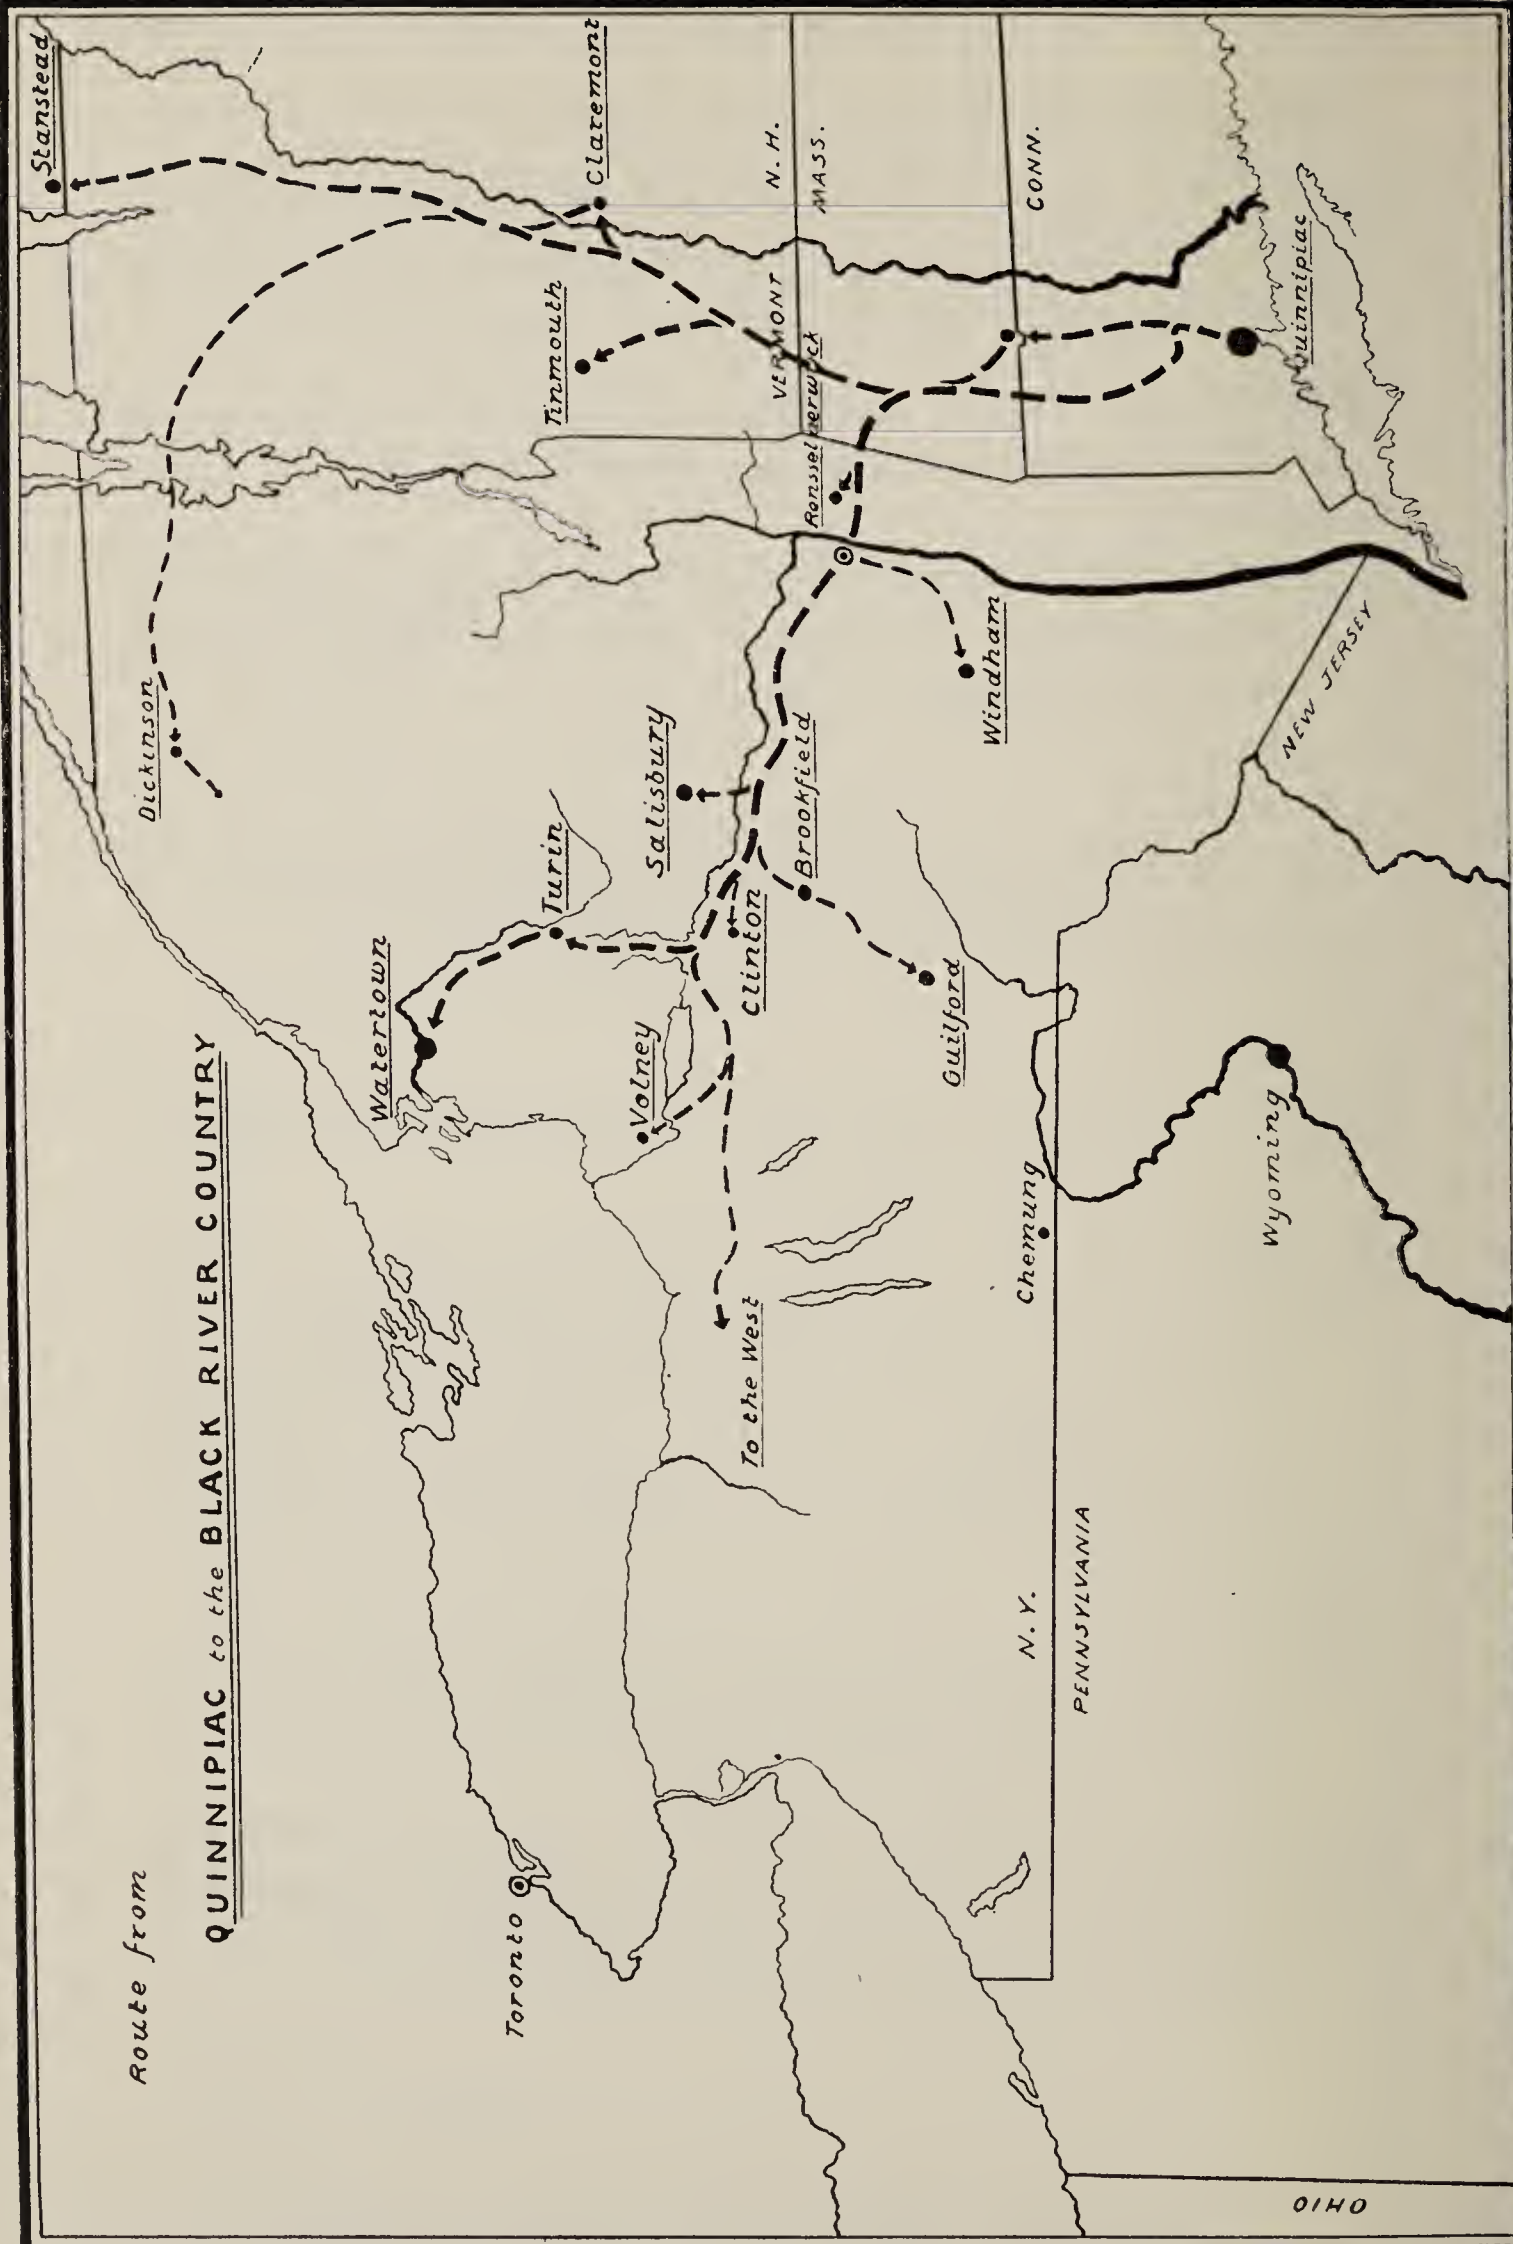 Route from
QUINNIPIAC to the BLACK RIVER COUNTRY
Stanstead
Dickinson
Watertown
Toronto
Turin
Tinmouth
Claremont
Salisbury
Volney
Clinton
To the West
Brookfield
VERMONT
N.H.
MASS.
Rensselaerwyck
Guilford
Windham
Chemung
N.Y.
CONN.
PENNSYLVANIA
Wyoming
NEW JERSEY
Quinnipiac
OHIO